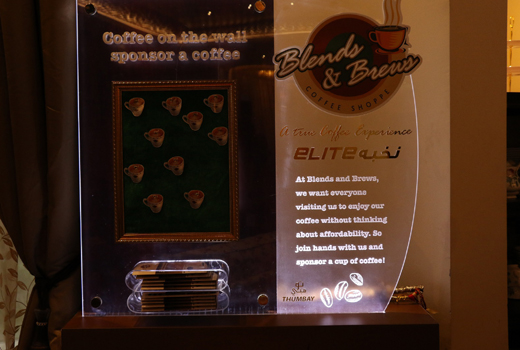 Coffee on the wall
sponsor a coffee
Blends
& Brews
COFFEE SHOPPE
A True Coffee Experience
eLITe نخبه
At Blends and Brews,
we want everyone
visiting us to enjoy our
coffee without thinking
about affordability. So
join hands with us and
sponsor a cup of coffee!
THUMBAY